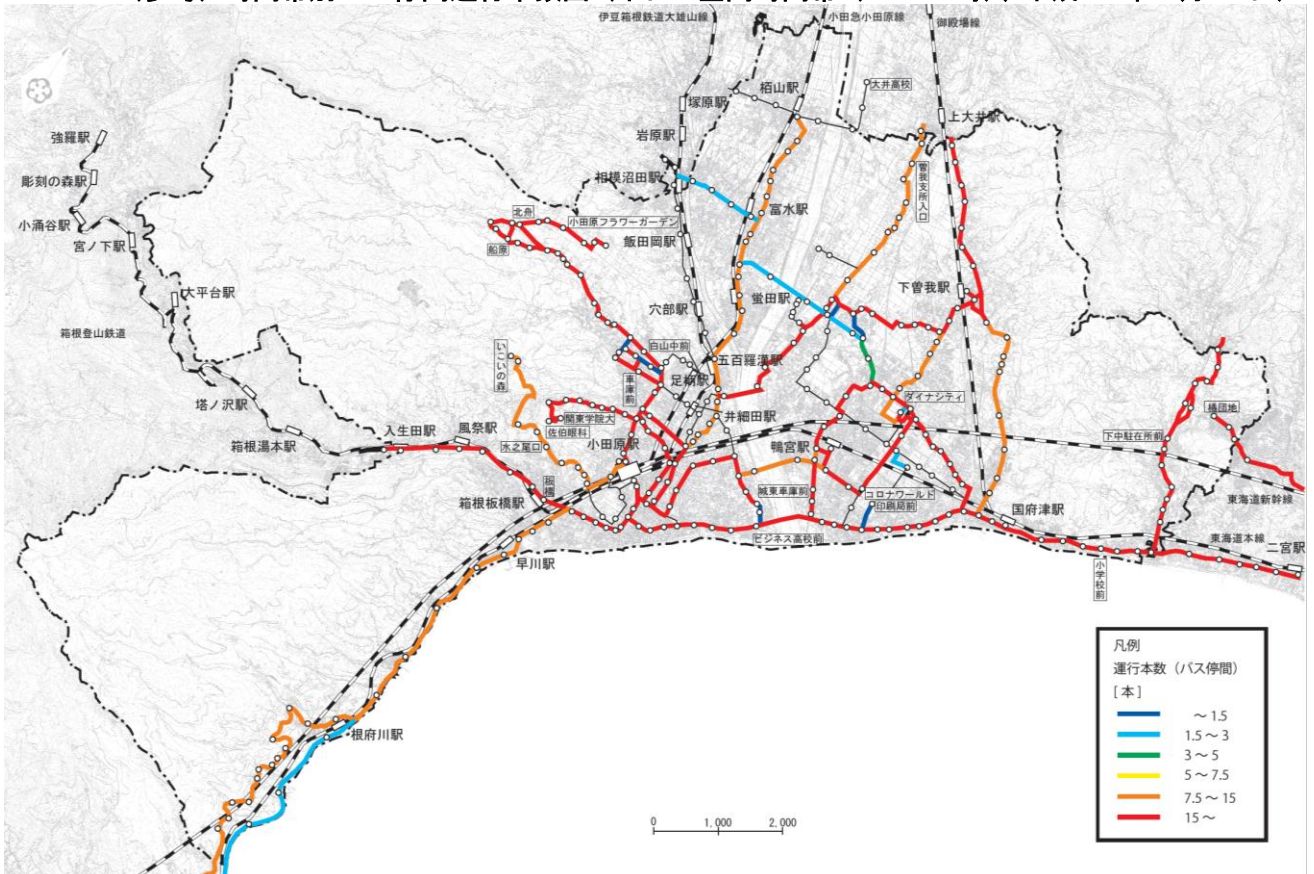 伊豆箱根鉄道大雄山線
小田急小田原線
御殿場線
栢山駅
大井高校
塚原駅
上大井駅
強羅駅
岩原駅
彫刻の森駅
相模沼田駅
曽我支所入口
小涌谷駅
北舟
小田原フラワーガーデン
富水駅
宮ノ下駅
船原
飯田岡駅
大平台駅
蛍田駅
下曽我駅
穴部駅
箱根登山鉄道
いこいの森
白山中前
五百羅漢駅
足柄駅
車庫前
ダイナシティ
橘団地
塔ノ沢駅
関東学院大
井細田駅
入生田駅
風祭駅
佐伯眼科
下中駐在所前
箱根湯本駅
水之尾口
小田原駅
鴨宮駅
板橋
城東車庫前
コロナワールド
東海道新幹線
箱根板橋駅
印刷局前
国府津駅
ビジネス高校前
東海道本線
二宮駅
早川駅
小学校前
根府川駅
凡例
運行本数（バス停間）
[本]
～1.5
1.5～3
3～5
5～7.5
7.5～15
15～
0 1,000 2,000